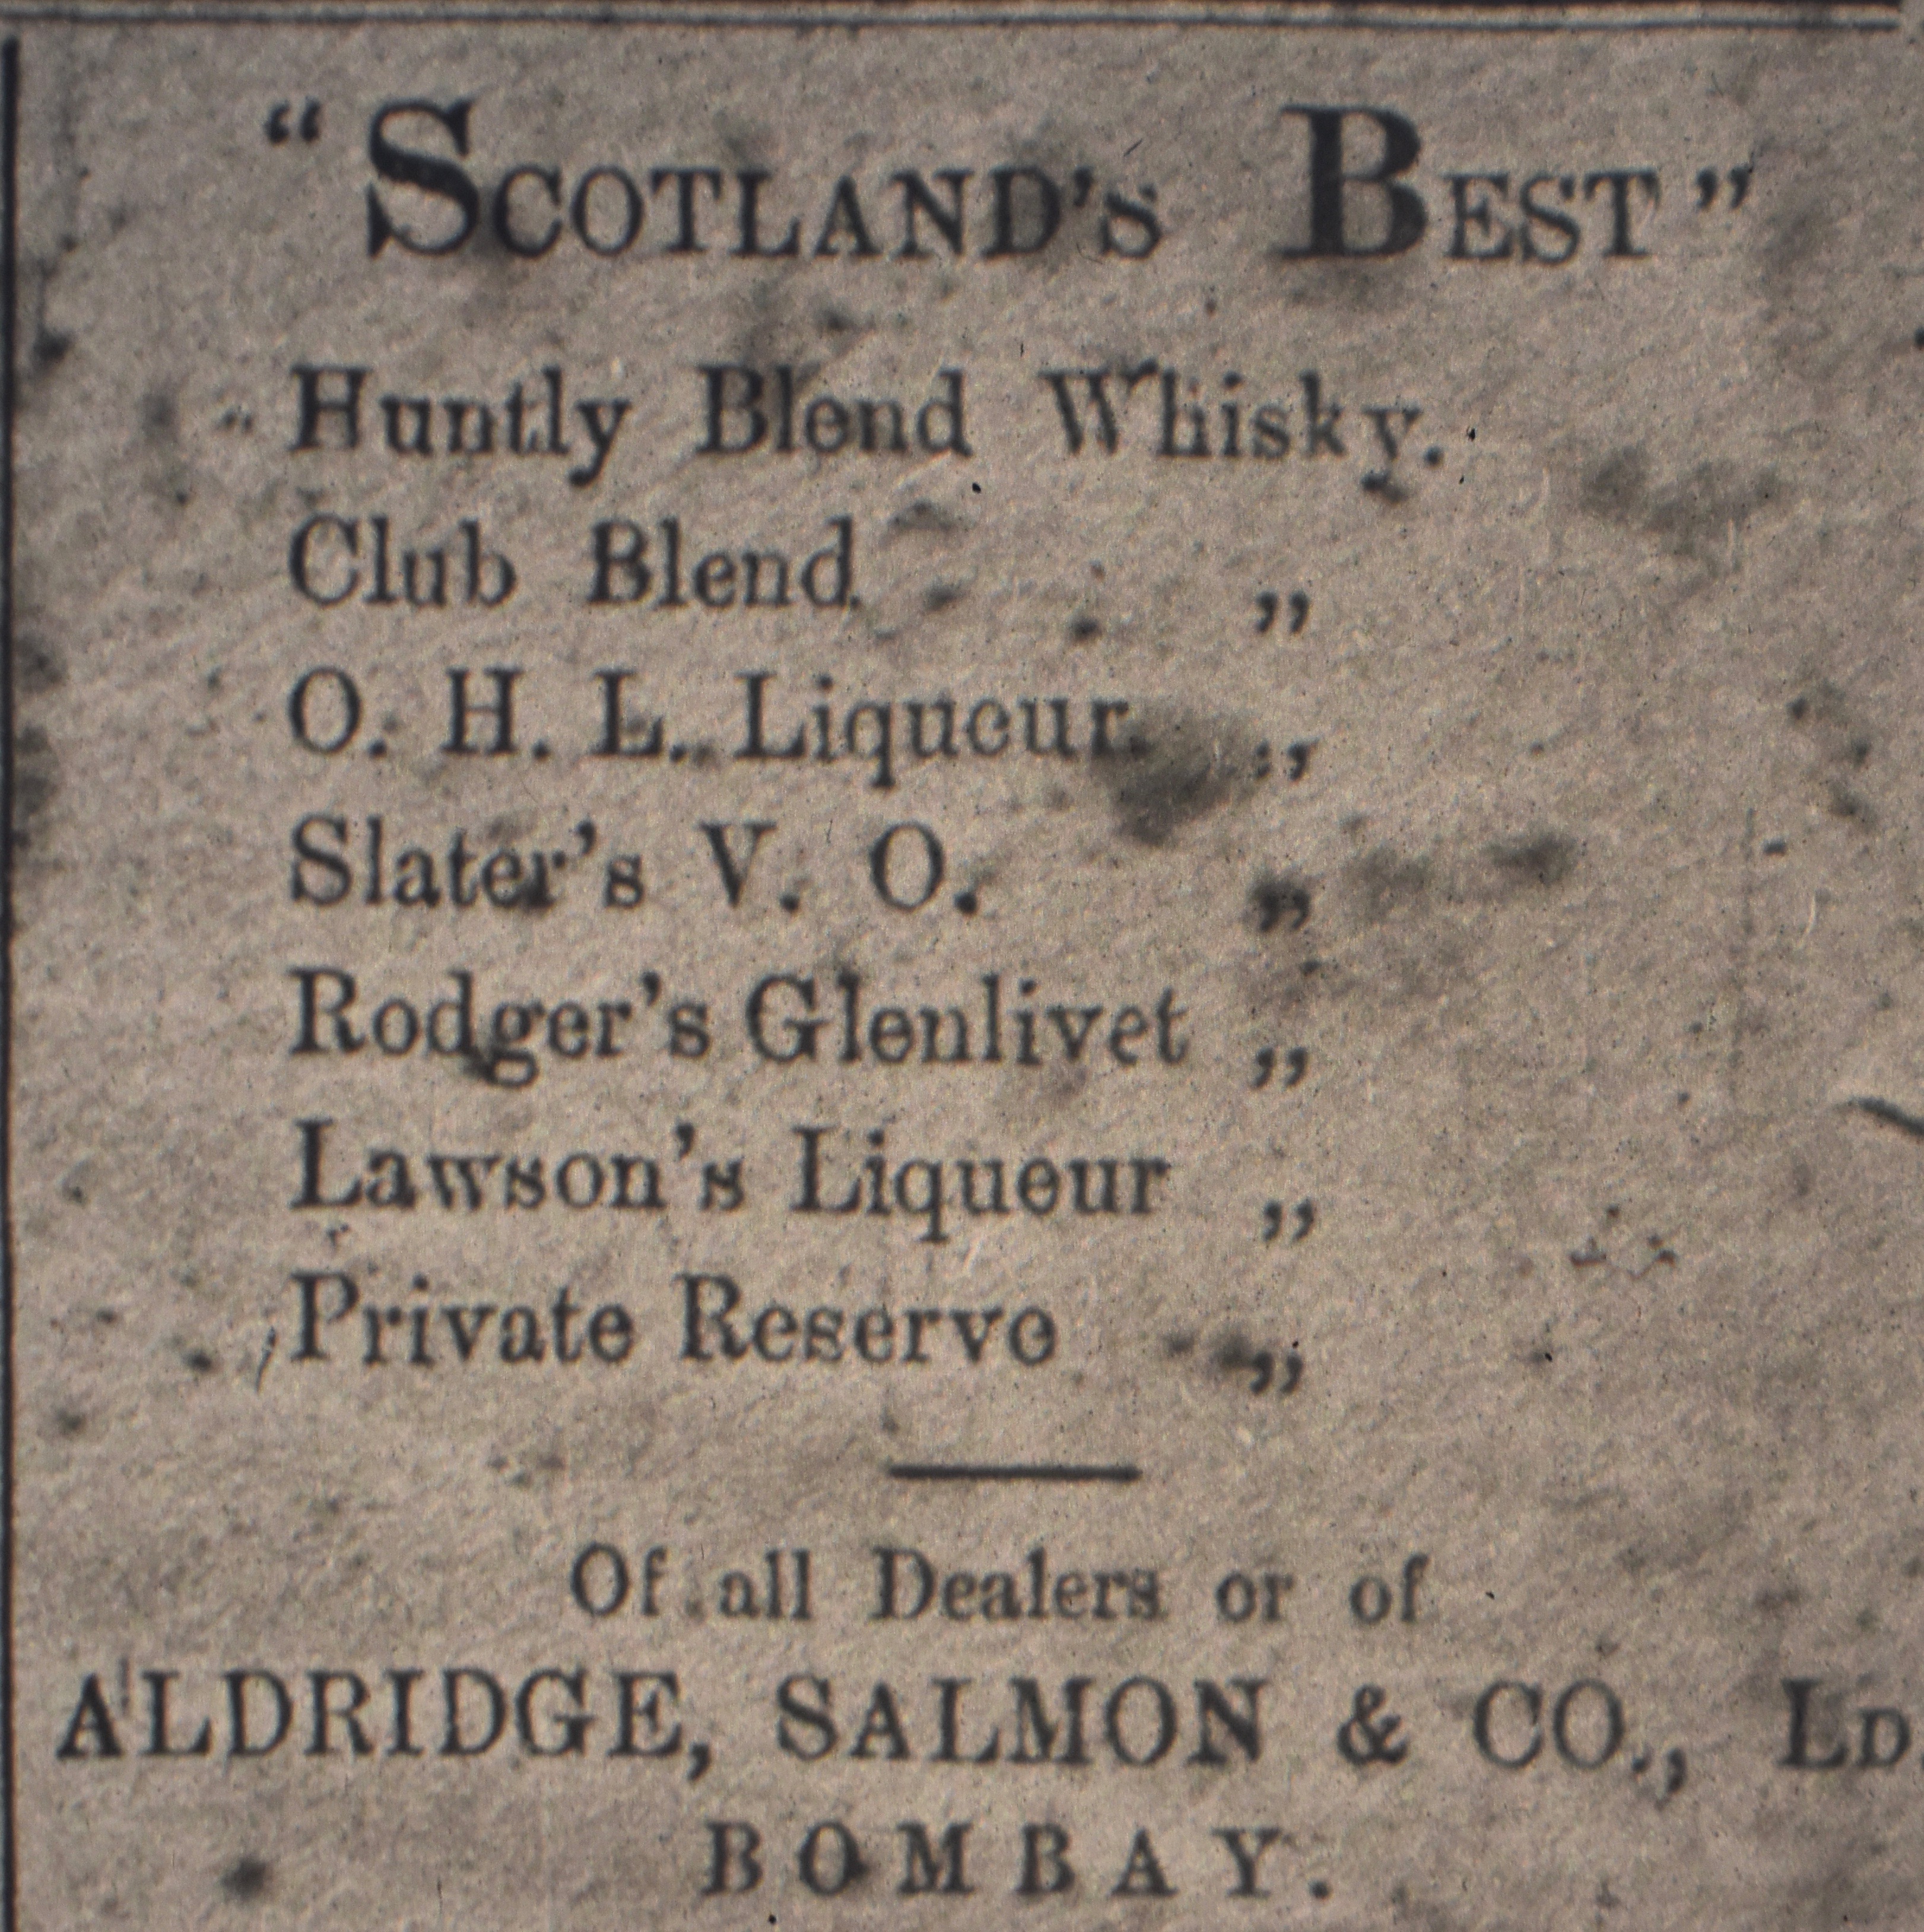 “SCOTLAND’S BEST”
Huntly Blend Whisky.
Club Blend „
O. H. L. Liqueur „
Slater’s V. O. „
Rodger’s Glenlivet „
Lawson’s Liqueur „
Private Reserve „
Of all Dealers or of
ALDRIDGE, SALMON & CO., LD
BOMBAY.